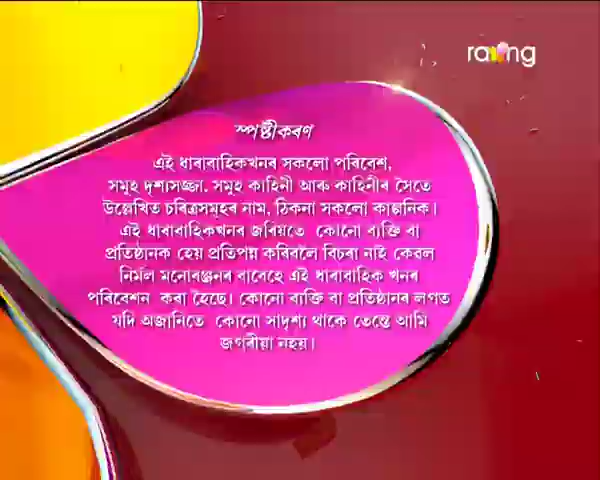 rang
স্পষ্টীকৰণ
এই ধাৰাবাহিকখনৰ সকলো পৰিবেশ,
সমূহ দৃশ্যসজ্জা, সমূহ কাহিনী আৰু কাহিনীৰ সৈতে
উল্লেখিত চৰিত্ৰসমূহৰ নাম, ঠিকনা সকলো কাল্পনিক।
এই ধাৰাবাহিকখনৰ জৰিয়তে কোনো ব্যক্তি বা
প্ৰতিষ্ঠানক হেয় প্ৰতিপন্ন কৰিবলৈ বিচৰা নাই কেৱল
নিৰ্মল মনোৰঞ্জনৰ বাবেহে এই ধাৰাবাহিক খনৰ
পৰিবেশন কৰা হৈছে। কোনো ব্যক্তি বা প্ৰতিষ্ঠানৰ লগত
যদি অজানিতে কোনো সাদৃশ্য থাকে তেন্তে আমি
জগৰীয়া নহয়।